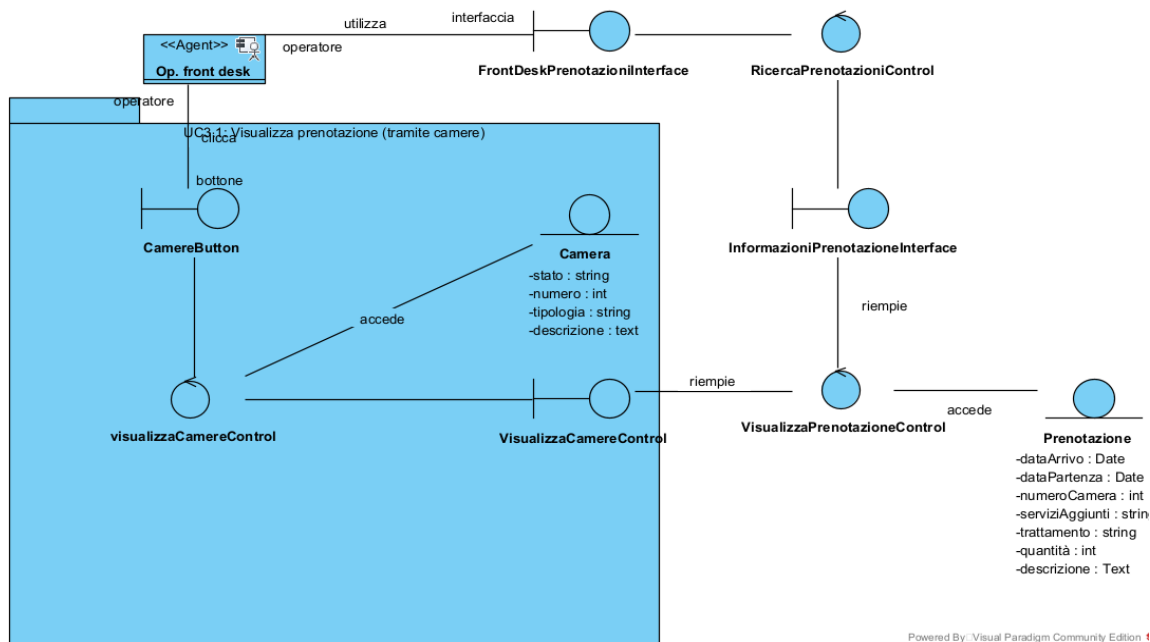 interfaccia
utilizza
<<Agent>>
operatore
Op. front desk
FrontDeskPrenotazioniInterface
RicercaPrenotazioniControl
operatore
UC3.1: Visualizza prenotazione (tramite camere)
clicca
bottone
CamereButton
Camera
-stato : string
-numero : int
-tipologia : string
-descrizione : text
InformazioniPrenotazioneInterface
riempie
accede
visualizzaCamereControl
VisualizzaCamereControl
riempie
VisualizzaPrenotazioneControl
accede
Prenotazione
-dataArrivo : Date
-dataPartenza : Date
-numeroCamera : int
-serviziAggiunti : string
-trattamento : string
-quantità : int
-descrizione : Text
Powered By Visual Paradigm Community Edition